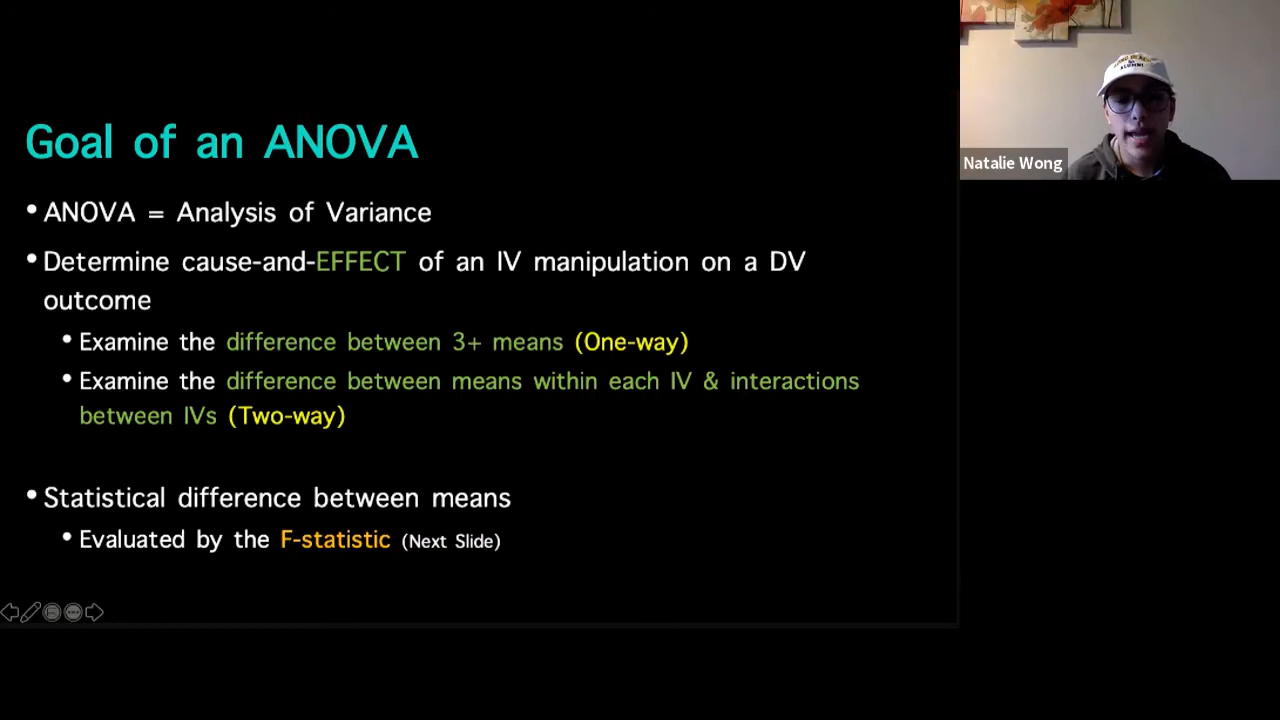 Goal of an ANOVA
• ANOVA = Analysis of Variance
• Determine cause-and-EFFECT of an IV manipulation on a DV
outcome
• Examine the difference between 3+ means (One-way)
• Examine the difference between means within each IV & interactions
between IVs (Two-way)
• Statistical difference between means
• Evaluated by the F-statistic (Next Slide)
Natalie Wong
ALUMNI